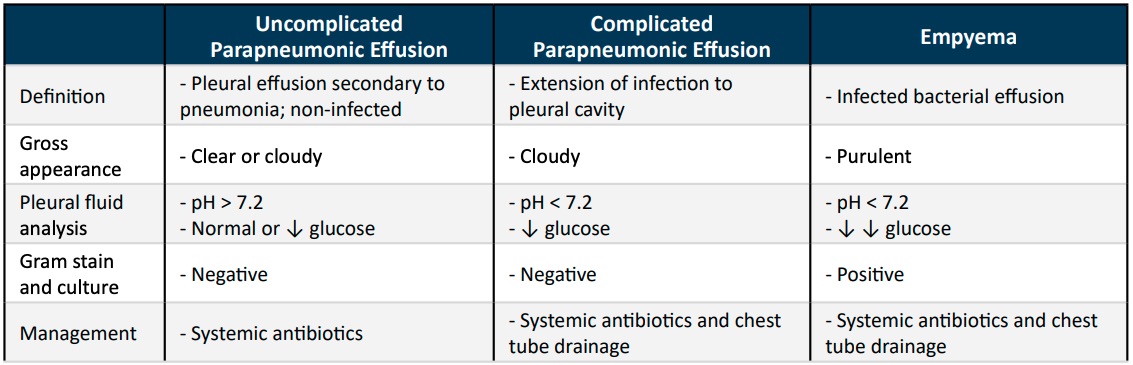 Uncomplicated
Parapneumonic Effusion
Complicated
Parapneumonic Effusion
Empyema
Definition
- Pleural effusion secondary to
pneumonia; non-infected
- Extension of infection to
pleural cavity
- Infected bacterial effusion
Gross
appearance
- Clear or cloudy
- Cloudy
- Purulent
Pleural fluid
analysis
- pH > 7.2
- Normal or ↓ glucose
- pH < 7.2
- ↓ glucose
- pH < 7.2
- ↓ ↓ glucose
Gram stain
and culture
- Negative
- Negative
- Positive
Management
- Systemic antibiotics
- Systemic antibiotics and chest
tube drainage
- Systemic antibiotics and chest
tube drainage